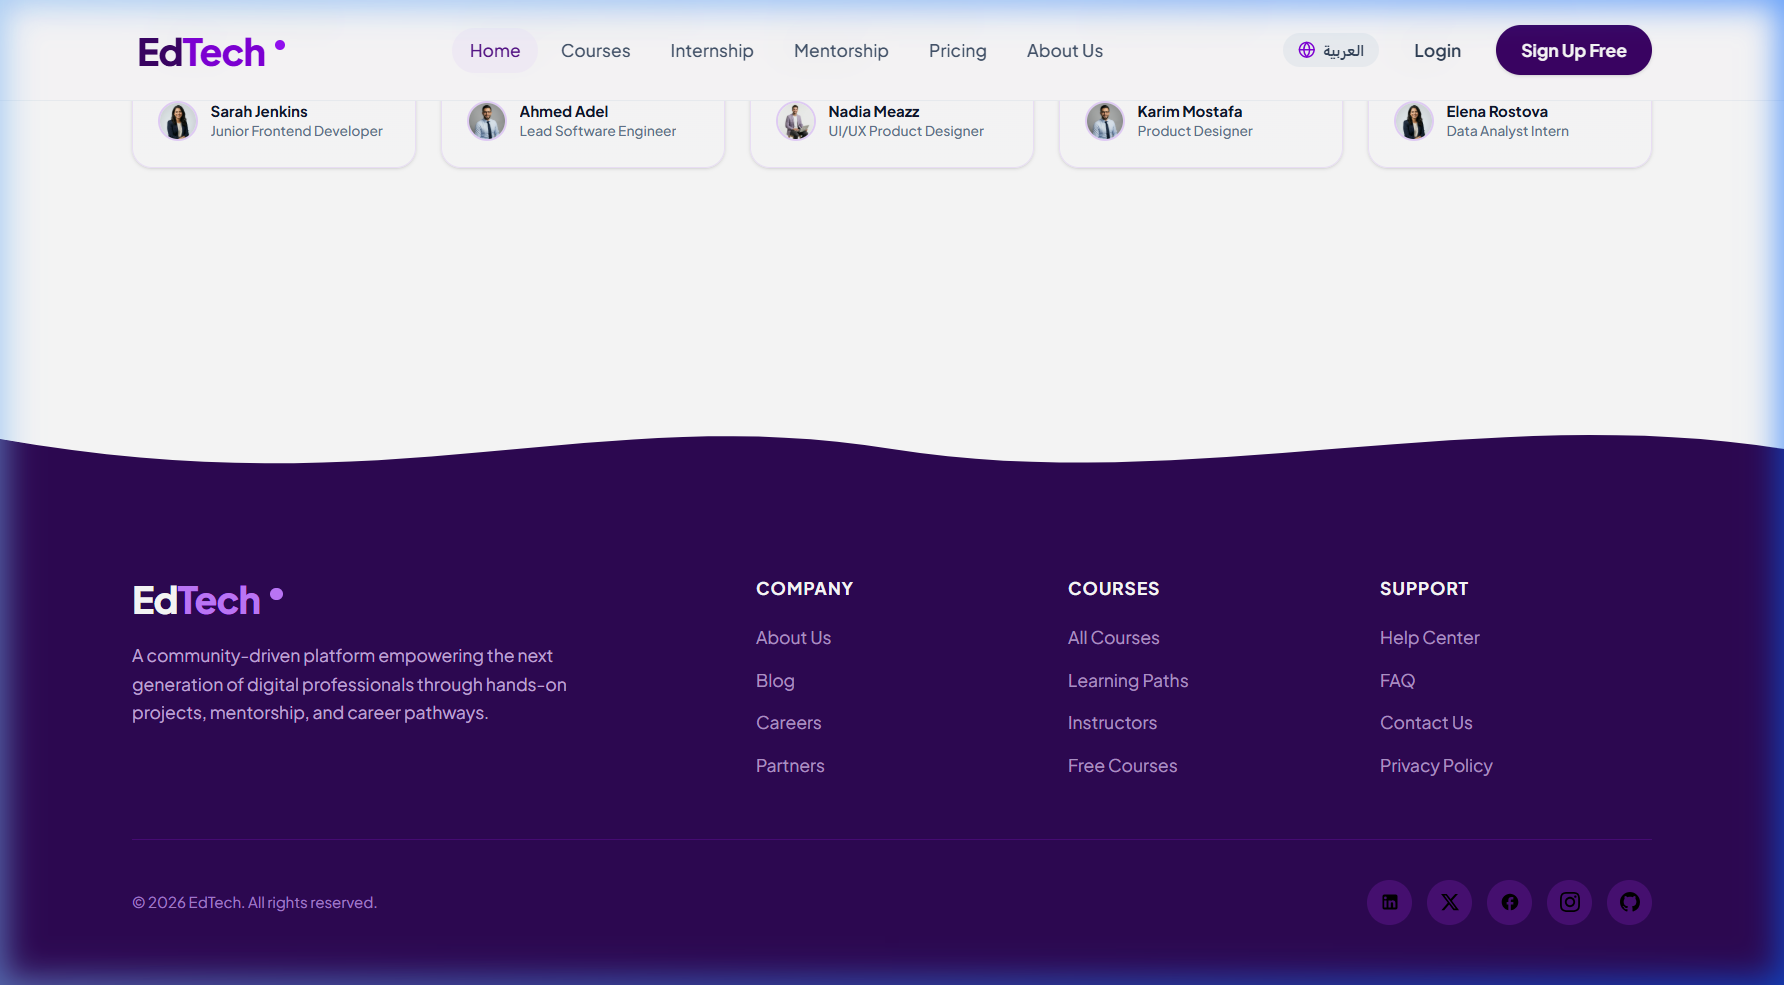 EdTech
Home
Courses
Internship
Mentorship
Pricing
About Us
العربية
Login
Sign Up Free
Sarah Jenkins
Junior Frontend Developer
Ahmed Adel
Lead Software Engineer
Nadia Meazz
UI/UX Product Designer
Karim Mostafa
Product Designer
Elena Rostova
Data Analyst Intern
EdTech
A community-driven platform empowering the next
generation of digital professionals through hands-on
projects, mentorship, and career pathways.
COMPANY
About Us
Blog
Careers
Partners
COURSES
All Courses
Learning Paths
Instructors
Free Courses
SUPPORT
Help Center
FAQ
Contact Us
Privacy Policy
© 2026 EdTech. All rights reserved.